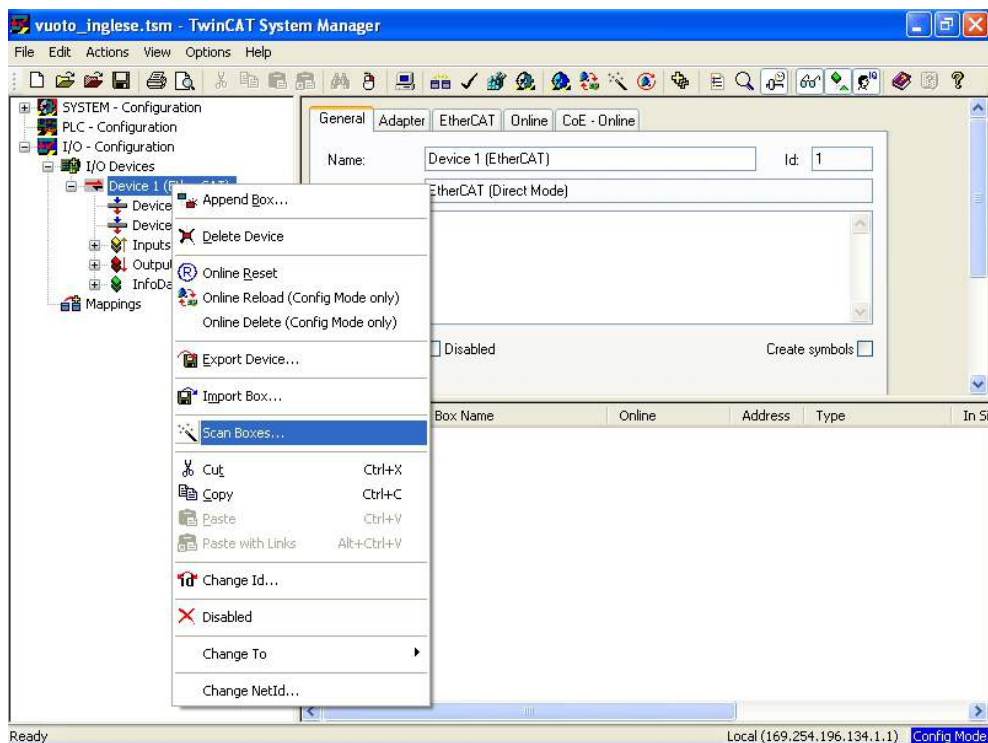 vuoto_inglese.tsm - TwinCAT System Manager
File Edit Actions View Options Help
SYSTEM - Configuration
PLC - Configuration
I/O - Configuration
I/O Devices
Device 1 (EtherCAT)
Device
Device
Inputs
Output
InfoDa
Mappings
Append Box...
Delete Device
Online Reset
Online Reload (Config Mode only)
Online Delete (Config Mode only)
Export Device...
Import Box...
Scan Boxes...
Cut Ctrl+X
Copy Ctrl+C
Paste Ctrl+V
Paste with Links Alt+Ctrl+V
Change Id...
Disabled
Change To
Change NetId...
General Adapter EtherCAT Online CoE - Online
Name: Device 1 (EtherCAT) Id: 1
EtherCAT (Direct Mode)
Disabled Create symbols
Box Name Online Address Type In Si
Ready Local (169.254.196.134.1.1) Config Mode